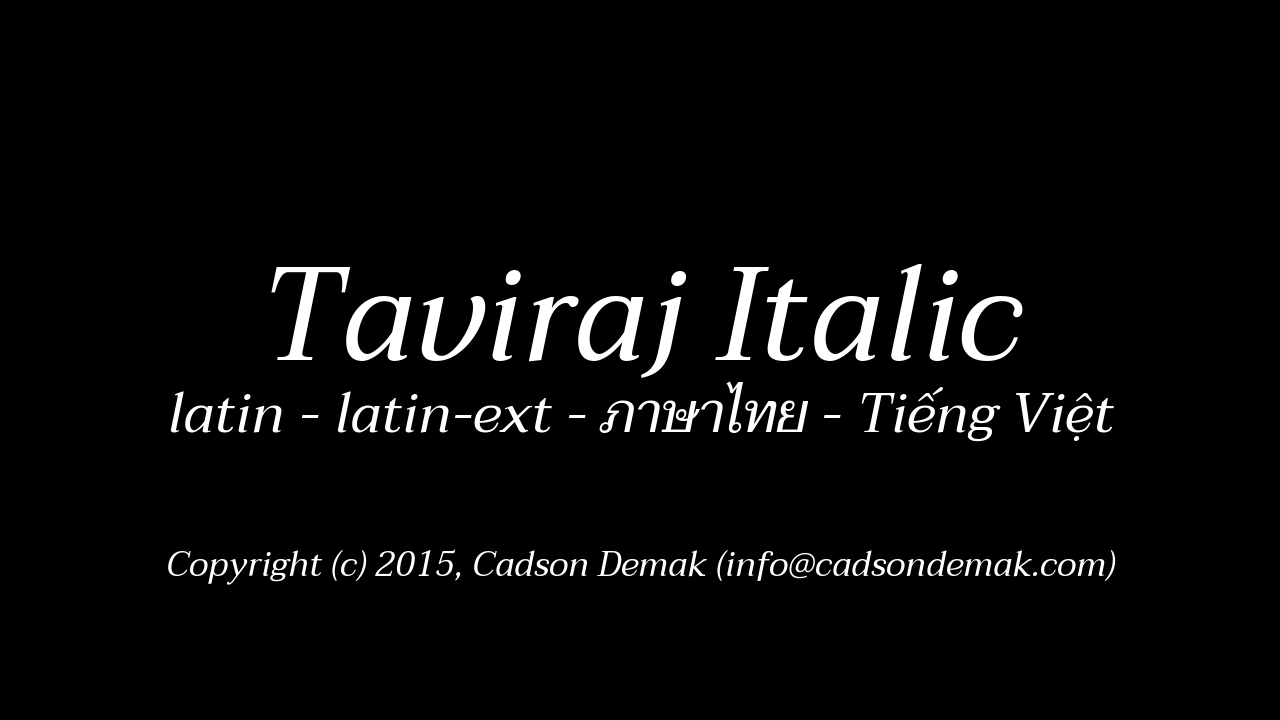 Taviraj Italic
latin - latin-ext - ภาษาไทย - Tiếng Việt
Copyright (c) 2015, Cadson Demak (info@cadsondemak.com)